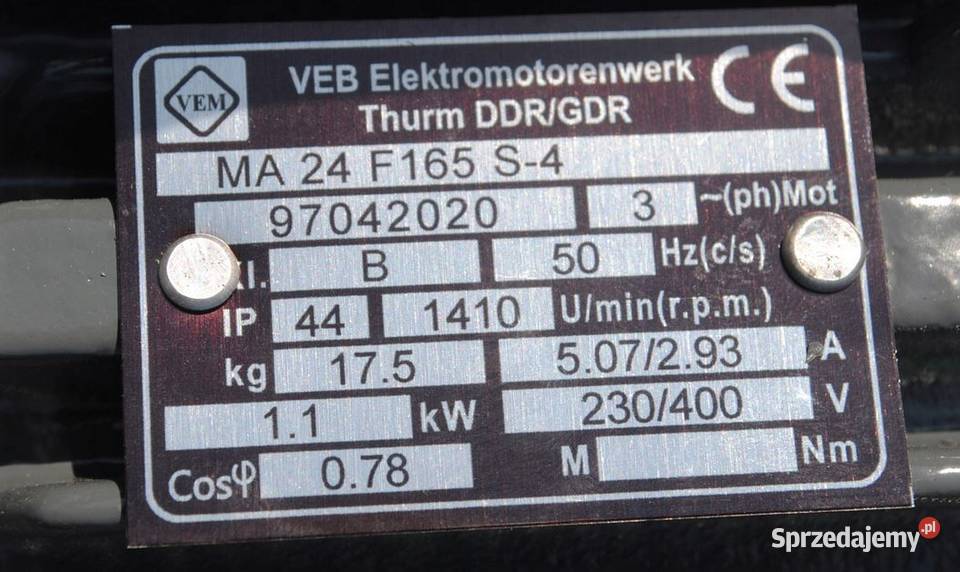 VEM
VEB Elektromotorenwerk
Thurm DDR/GDR
CE
MA 24 F165 S-4
97042020 3 ~(ph)Mot
Kl. B 50 Hz(c/s)
IP 44 1410 U/min(r.p.m.)
kg 17.5 5.07/2.93 A
1.1 kW 230/400 V
Cosφ 0.78 M Nm
Sprzedajemy.pl